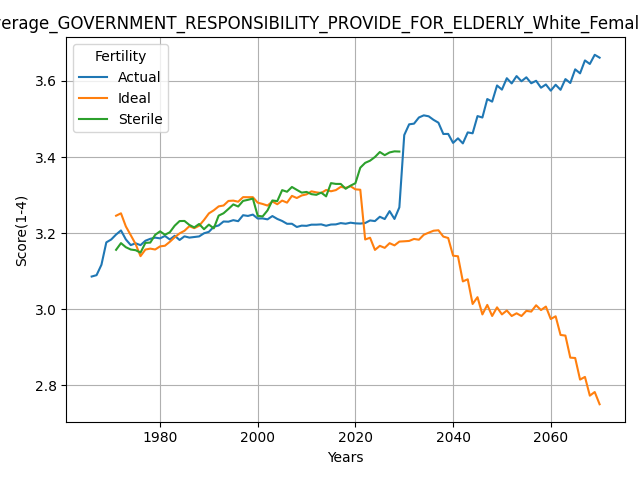 verage_GOVERNMENT_RESPONSIBILITY_PROVIDE_FOR_ELDERLY_White_Femal
Fertility
Actual
Ideal
Sterile
3.6
3.4
3.2
3.0
2.8
Score(1-4)
1980
2000
2020
2040
2060
Years